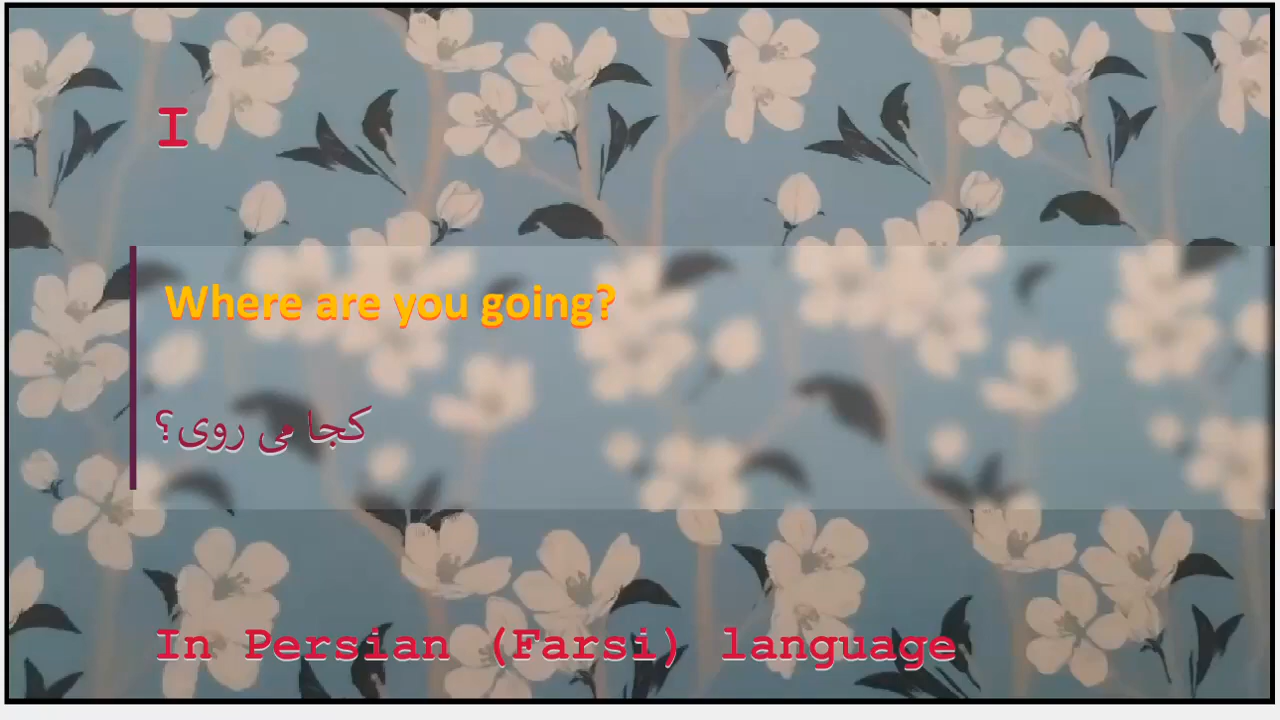 I
Where are you going?
کجا می روی؟
In Persian (Farsi) language